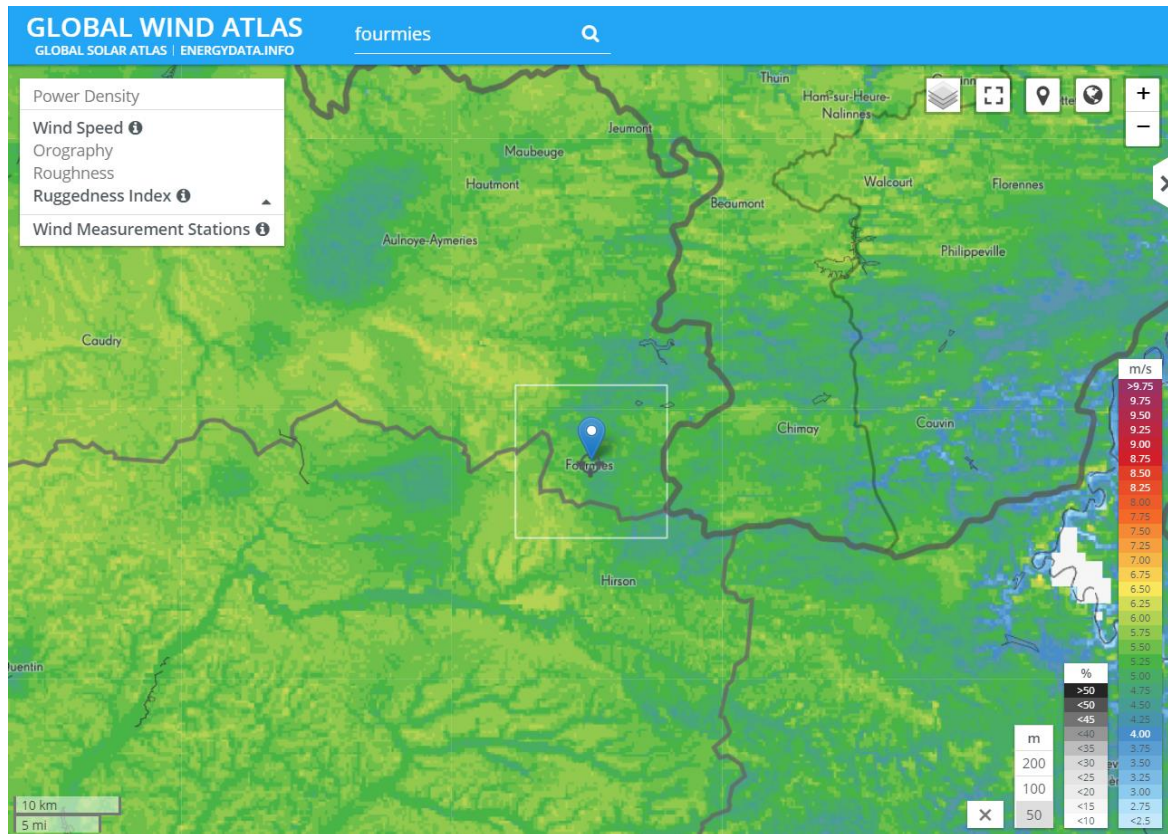 GLOBAL WIND ATLAS
GLOBAL SOLAR ATLAS | ENERGYDATA.INFO
fourmies
Power Density
Wind Speed
Orography
Roughness
Ruggedness Index
Wind Measurement Stations
+
−
Thuin
Ham-sur-Heure-
Nalinnes
Jeumont
Maubeuge
Hautmont
Walcourt
Florennes
Beaumont
Aulnoye-Aymeries
Philippeville
Caudry
Chimay
Couvin
Fourmies
Hirson
uentin
m/s
>9.75
9.75
9.50
9.25
9.00
8.75
8.50
8.25
8.00
7.75
7.50
7.25
7.00
6.75
6.50
6.25
6.00
5.75
5.50
5.25
5.00
4.75
4.50
4.25
4.00
3.75
3.50
3.25
3.00
2.75
<2.5
%
>50
<50
<45
<40
<35
<30
<25
<20
<15
<10
m
200
100
50
10 km
5 mi